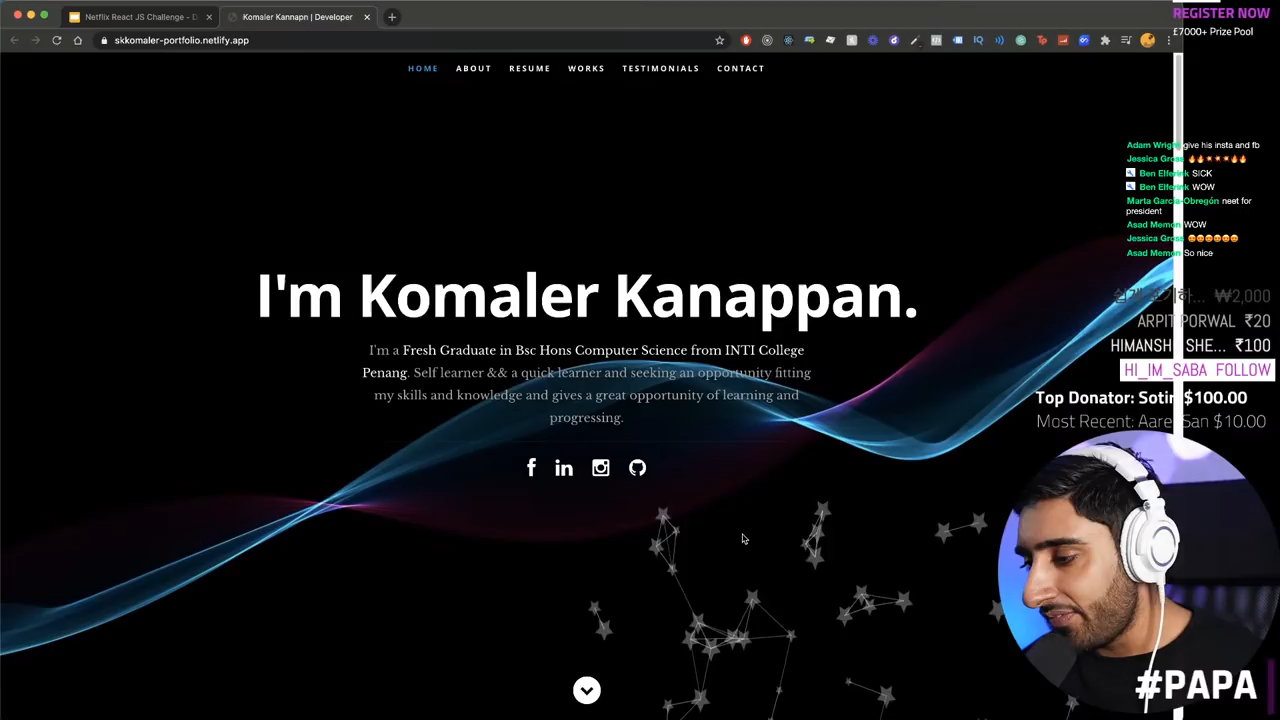 Netflix React JS Challenge - D
Komaler Kannapn | Developer
REGISTER NOW
£7000+ Prize Pool
skkomaler-portfolio.netlify.app
HOME
ABOUT
RESUME
WORKS
TESTIMONIALS
CONTACT
Adam Wright give his insta and fb
Jessica Gross 🔥🔥💥💥💥🔥🔥
Ben Elferink SICK
Ben Elferink WOW
Marta Garcia-Obregón neet for
president
Asad Memon WOW
Jessica Gross 😍😍😍😍😍😍
Asad Memon So nice
I'm Komaler Kanappan.
I'm a Fresh Graduate in Bsc Hons Computer Science from INTI College
Penang. Self learner && a quick learner and seeking an opportunity fitting
my skills and knowledge and gives a great opportunity of learning and
progressing.
₩2,000
ARPIT PORWAL ₹20
HIMANSH SHE... ₹100
HI_IM_SABA FOLLOW
Top Donator: Sotir $100.00
Most Recent: Aare San $10.00
#PAPA